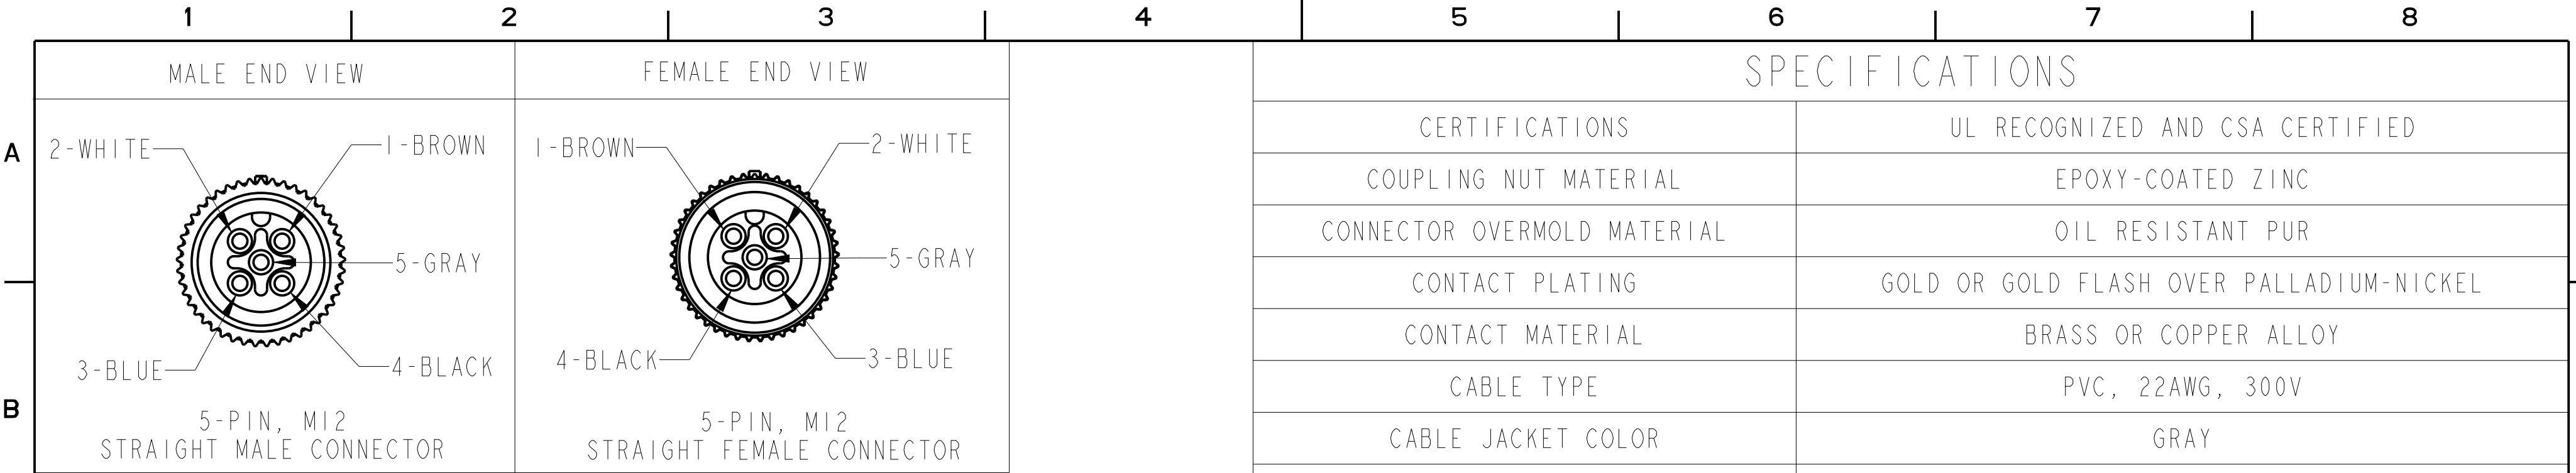 1 2 3 4 5 6 7 8
A
B
MALE END VIEW
FEMALE END VIEW
2-WHITE
1-BROWN
5-GRAY
3-BLUE
4-BLACK
5-PIN, M12
STRAIGHT MALE CONNECTOR
1-BROWN
2-WHITE
5-GRAY
4-BLACK
3-BLUE
5-PIN, M12
STRAIGHT FEMALE CONNECTOR
SPECIFICATIONS
CERTIFICATIONS UL RECOGNIZED AND CSA CERTIFIED
COUPLING NUT MATERIAL EPOXY-COATED ZINC
CONNECTOR OVERMOLD MATERIAL OIL RESISTANT PUR
CONTACT PLATING GOLD OR GOLD FLASH OVER PALLADIUM-NICKEL
CONTACT MATERIAL BRASS OR COPPER ALLOY
CABLE TYPE PVC, 22AWG, 300V
CABLE JACKET COLOR GRAY